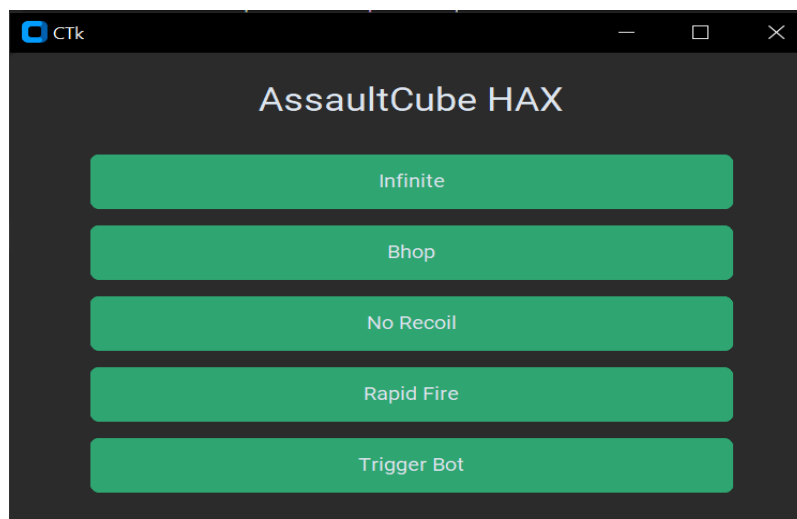 CTk
AssaultCube HAX
Infinite
Bhop
No Recoil
Rapid Fire
Trigger Bot